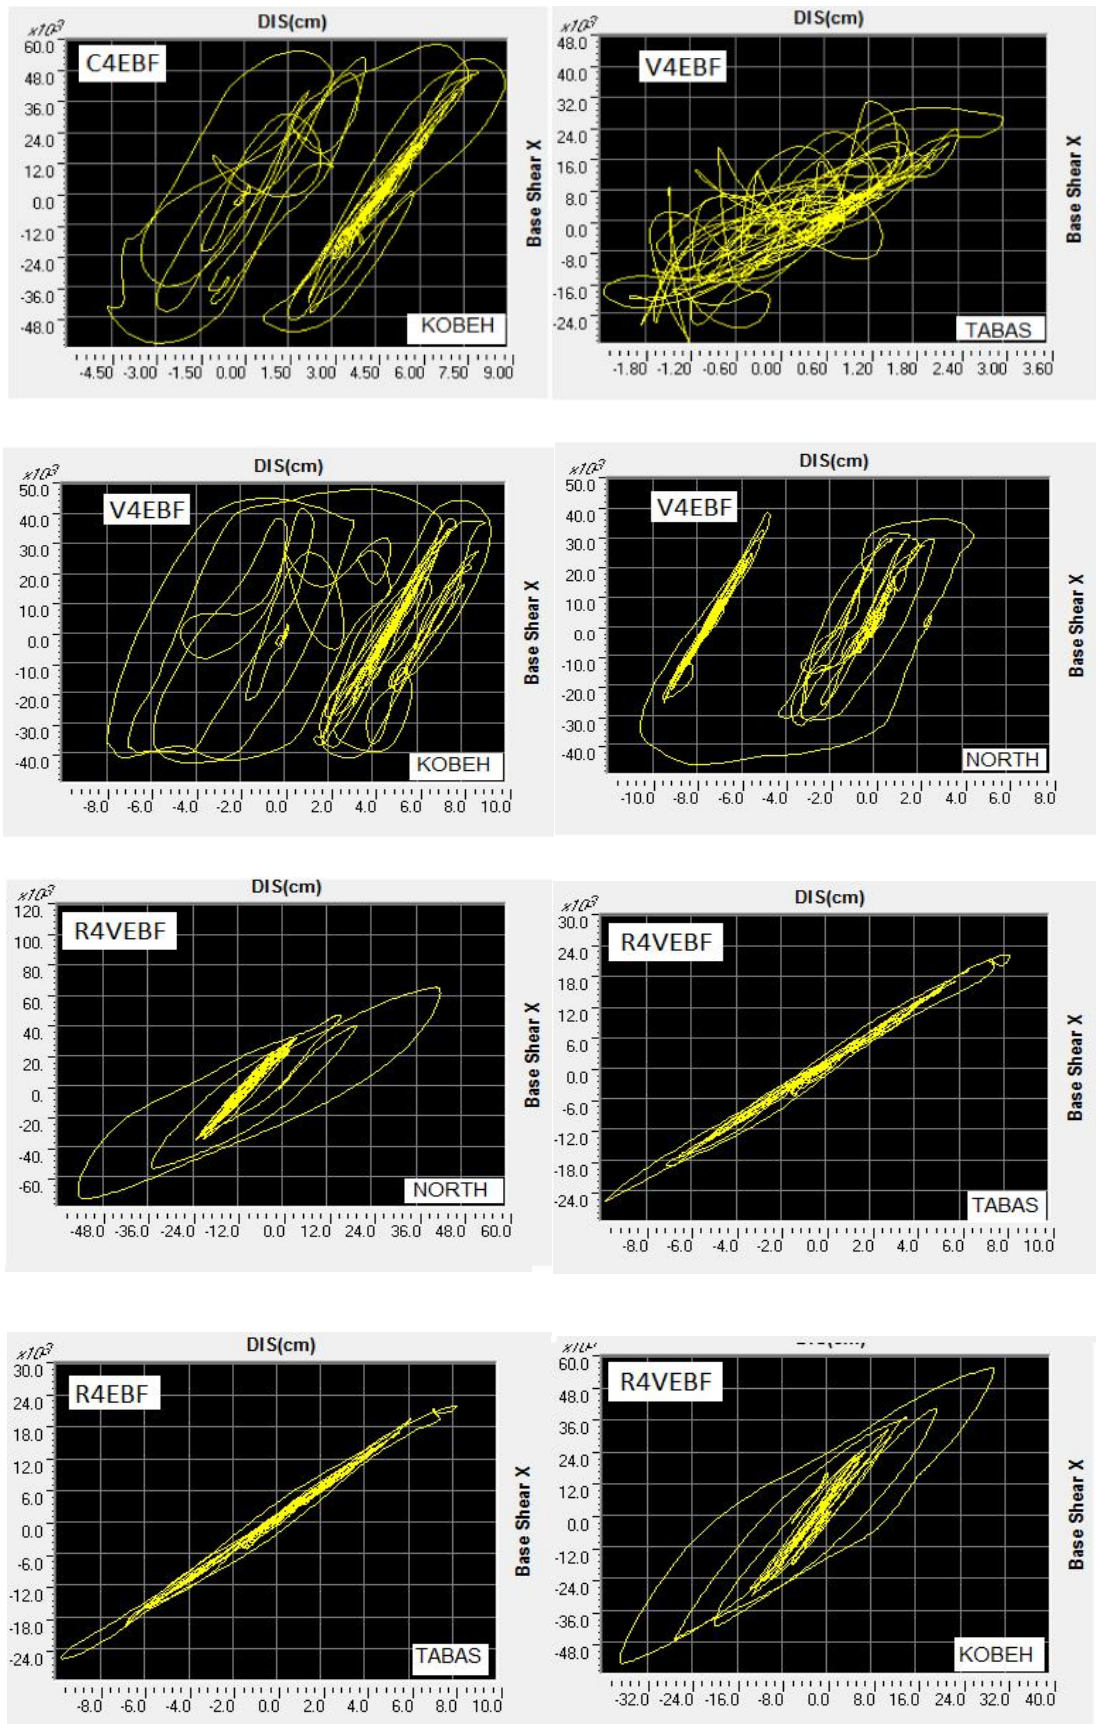 DIS(cm)
x10³
60.0
48.0
36.0
24.0
12.0
0.0
-12.0
-24.0
-36.0
-48.0
C4EBF
KOBEH
Base Shear X
-4.50 -3.00 -1.50 0.00 1.50 3.00 4.50 6.00 7.50 9.00
DIS(cm)
x10³
48.0
40.0
32.0
24.0
16.0
8.0
0.0
-8.0
-16.0
-24.0
V4EBF
TABAS
Base Shear X
-1.80 -1.20 -0.60 0.00 0.60 1.20 1.80 2.40 3.00 3.60
DIS(cm)
x10³
50.0
40.0
30.0
20.0
10.0
0.0
-10.0
-20.0
-30.0
-40.0
V4EBF
KOBEH
Base Shear X
-8.0 -6.0 -4.0 -2.0 0.0 2.0 4.0 6.0 8.0 10.0
DIS(cm)
x10³
50.0
40.0
30.0
20.0
10.0
0.0
-10.0
-20.0
-30.0
-40.0
V4EBF
NORTH
Base Shear X
-10.0 -8.0 -6.0 -4.0 -2.0 0.0 2.0 4.0 6.0 8.0
DIS(cm)
x10³
120.
100.
80.
60.
40.
20.
0.
-20.
-40.
-60.
R4VEBF
NORTH
Base Shear X
-48.0 -36.0 -24.0 -12.0 0.0 12.0 24.0 36.0 48.0 60.0
DIS(cm)
x10³
30.0
24.0
18.0
12.0
6.0
0.0
-6.0
-12.0
-18.0
-24.0
R4VEBF
TABAS
Base Shear X
-8.0 -6.0 -4.0 -2.0 0.0 2.0 4.0 6.0 8.0 10.0
DIS(cm)
x10³
30.0
24.0
18.0
12.0
6.0
0.0
-6.0
-12.0
-18.0
-24.0
R4EBF
TABAS
Base Shear X
-8.0 -6.0 -4.0 -2.0 0.0 2.0 4.0 6.0 8.0 10.0
x10³
60.0
48.0
36.0
24.0
12.0
0.0
-12.0
-24.0
-36.0
-48.0
R4VEBF
KOBEH
Base Shear X
-32.0 -24.0 -16.0 -8.0 0.0 8.0 16.0 24.0 32.0 40.0